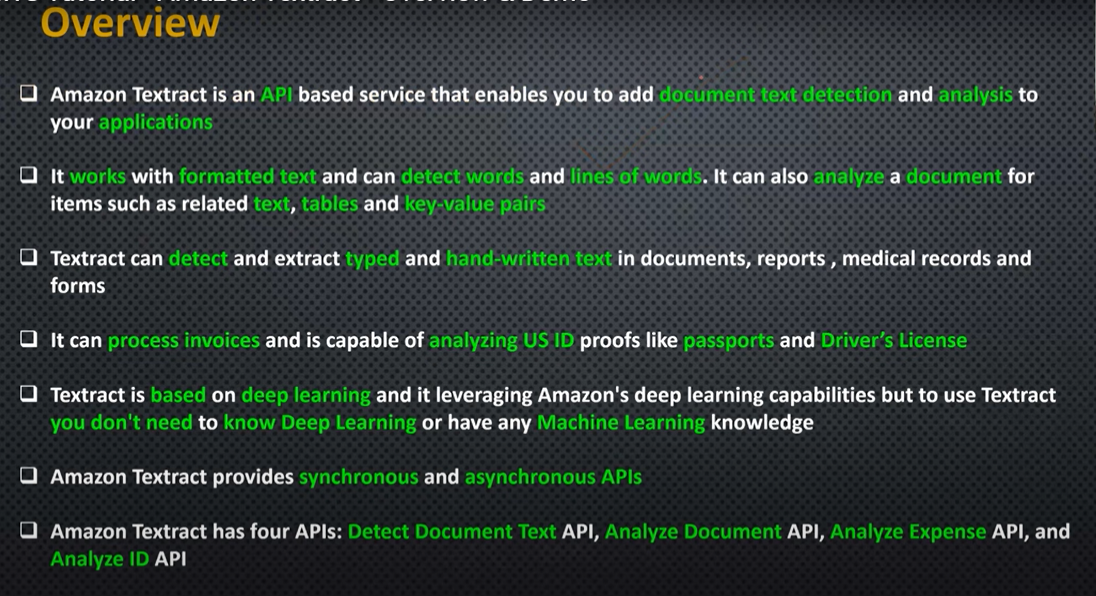 Overview
Amazon Textract is an API based service that enables you to add document text detection and analysis to
your applications
It works with formatted text and can detect words and lines of words. It can also analyze a document for
items such as related text, tables and key-value pairs
Textract can detect and extract typed and hand-written text in documents, reports , medical records and
forms
It can process invoices and is capable of analyzing US ID proofs like passports and Driver’s License
Textract is based on deep learning and it leveraging Amazon's deep learning capabilities but to use Textract
you don't need to know Deep Learning or have any Machine Learning knowledge
Amazon Textract provides synchronous and asynchronous APIs
Amazon Textract has four APIs: Detect Document Text API, Analyze Document API, Analyze Expense API, and
Analyze ID API